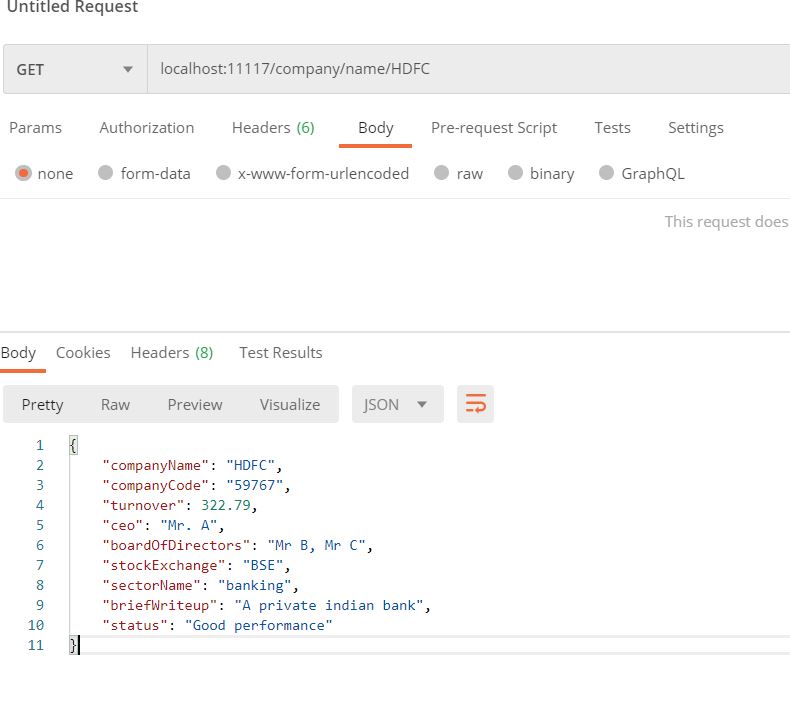 Untitled Request
GET localhost:11117/company/name/HDFC
Params Authorization Headers (6) Body Pre-request Script Tests Settings
none form-data x-www-form-urlencoded raw binary GraphQL
This request does
Body Cookies Headers (8) Test Results
Pretty Raw Preview Visualize JSON
1 {
2 "companyName": "HDFC",
3 "companyCode": "59767",
4 "turnover": 322.79,
5 "ceo": "Mr. A",
6 "boardOfDirectors": "Mr B, Mr C",
7 "stockExchange": "BSE",
8 "sectorName": "banking",
9 "briefWriteup": "A private indian bank",
10 "status": "Good performance"
11 }